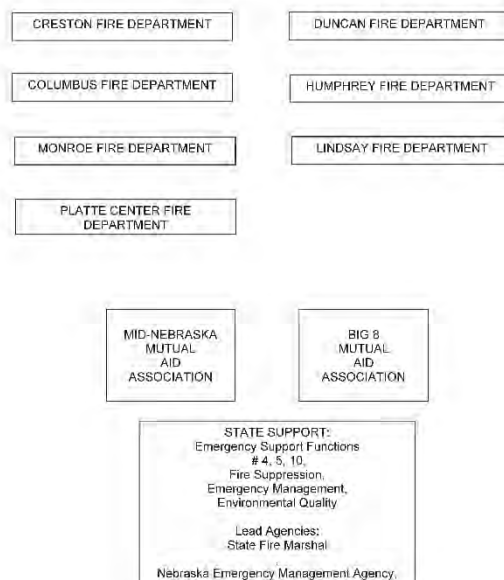 CRESTON FIRE DEPARTMENT
DUNCAN FIRE DEPARTMENT
COLUMBUS FIRE DEPARTMENT
HUMPHREY FIRE DEPARTMENT
MONROE FIRE DEPARTMENT
LINDSAY FIRE DEPARTMENT
PLATTE CENTER FIRE
DEPARTMENT
MID-NEBRASKA
MUTUAL
AID
ASSOCIATION
BIG 8
MUTUAL
AID
ASSOCIATION
STATE SUPPORT:
Emergency Support Functions
# 4, 5, 10,
Fire Suppression,
Emergency Management,
Environmental Quality
Lead Agencies:
State Fire Marshal
Nebraska Emergency Management Agency,